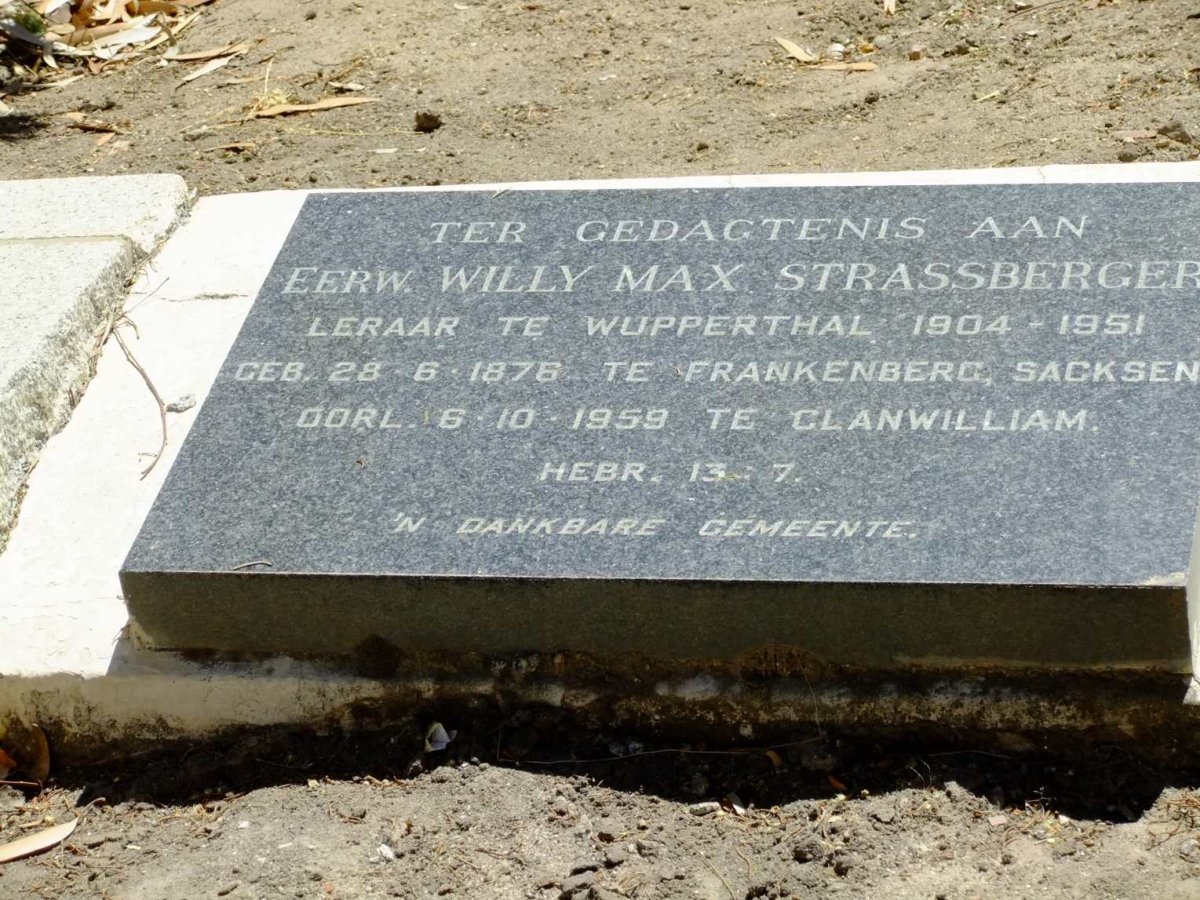 TER GEDAGTENIS AAN
EERW. WILLY MAX STRASSBERGER
LERAAR TE WUPPERTHAL 1904 - 1951
GEB. 28 · 6 · 1876 TE FRANKENBERG, SACKSEN
OORL. 6 · 10 · 1959 TE CLANWILLIAM.
HEBR. 13 : 7.
'N DANKBARE GEMEENTE.